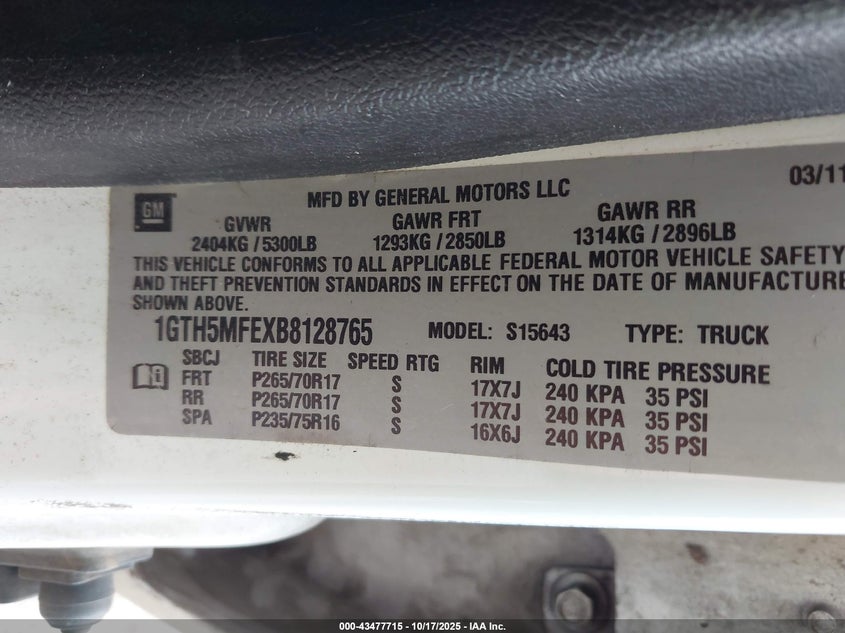 GM
MFD BY GENERAL MOTORS LLC
03/11
GVWR GAWR FRT GAWR RR
2404KG / 5300LB 1293KG / 2850LB 1314KG / 2896LB
THIS VEHICLE CONFORMS TO ALL APPLICABLE FEDERAL MOTOR VEHICLE SAFETY
AND THEFT PREVENTION STANDARDS IN EFFECT ON THE DATE OF MANUFACTURE
SHOWN ABOVE.
1GTH5MFEXB8128765 MODEL: S15643 TYPE: TRUCK
SBCJ TIRE SIZE SPEED RTG RIM COLD TIRE PRESSURE
FRT P265/70R17 S 17X7J 240 KPA 35 PSI
RR P265/70R17 S 17X7J 240 KPA 35 PSI
SPA P235/75R16 S 16X6J 240 KPA 35 PSI
000-43477715 - 10/17/2025 - IAA Inc.